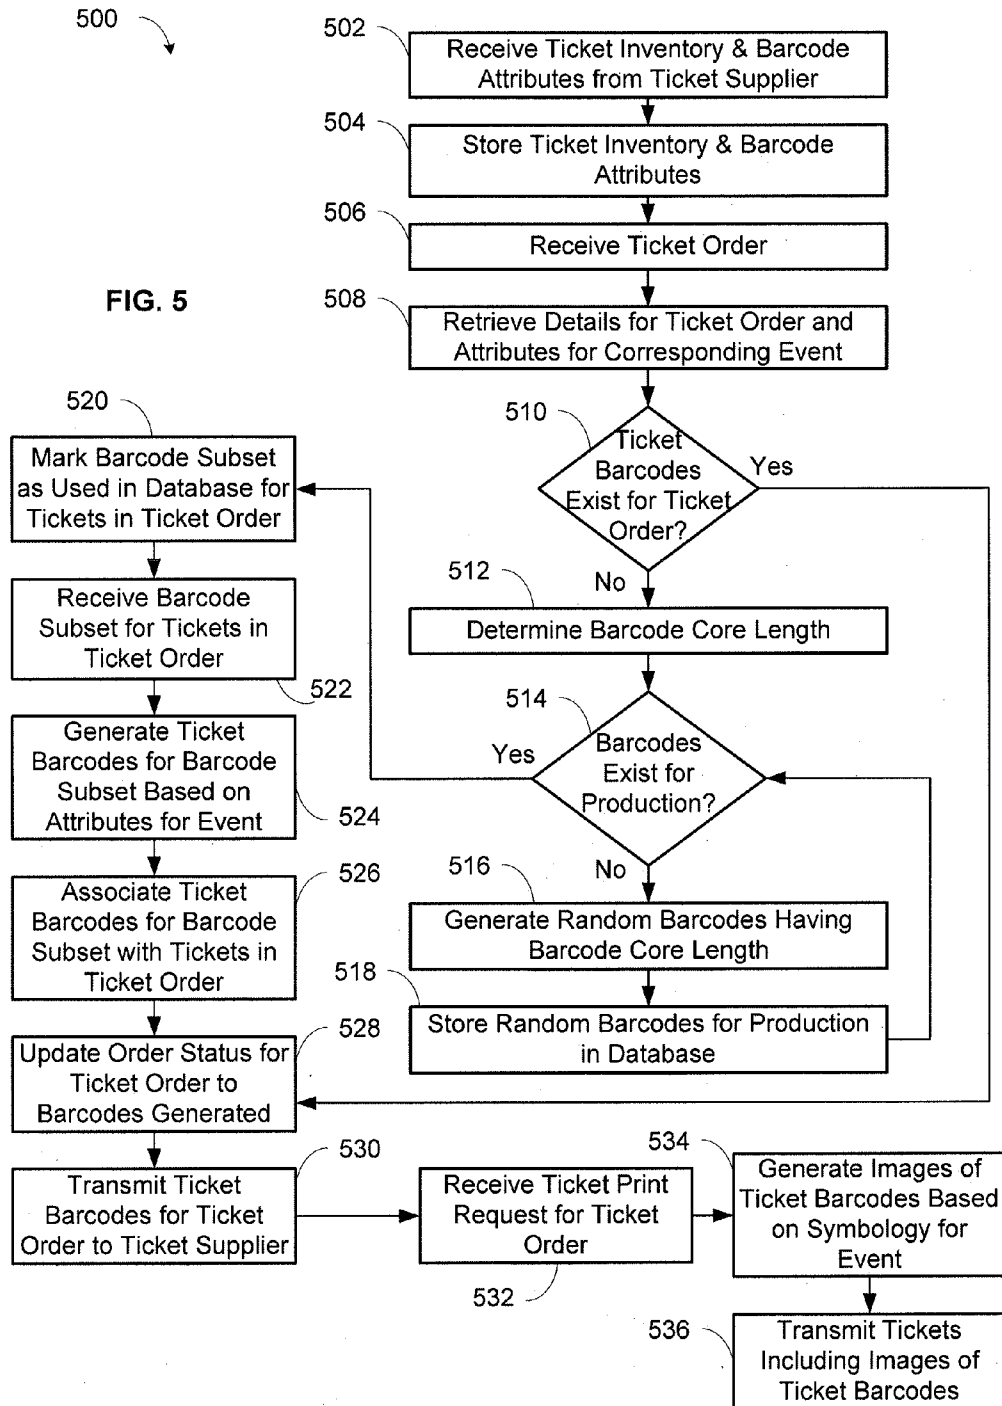 500
502
Receive Ticket Inventory & Barcode
Attributes from Ticket Supplier
504
Store Ticket Inventory & Barcode
Attributes
506
Receive Ticket Order
FIG. 5
508
Retrieve Details for Ticket Order and
Attributes for Corresponding Event
510
Ticket
Barcodes
Exist for Ticket
Order?
Yes
No
512
Determine Barcode Core Length
514
Barcodes
Exist for
Production?
Yes
No
516
Generate Random Barcodes Having
Barcode Core Length
518
Store Random Barcodes for Production
in Database
520
Mark Barcode Subset
as Used in Database for
Tickets in Ticket Order
Receive Barcode
Subset for Tickets in
Ticket Order
522
Generate Ticket
Barcodes for Barcode
Subset Based on
Attributes for Event
524
Associate Ticket
Barcodes for Barcode
Subset with Tickets in
Ticket Order
526
Update Order Status for
Ticket Order to
Barcodes Generated
528
Transmit Ticket
Barcodes for Ticket
Order to Ticket Supplier
530
Receive Ticket Print
Request for Ticket
Order
532
534
Generate Images of
Ticket Barcodes Based
on Symbology for
Event
536
Transmit Tickets
Including Images of
Ticket Barcodes